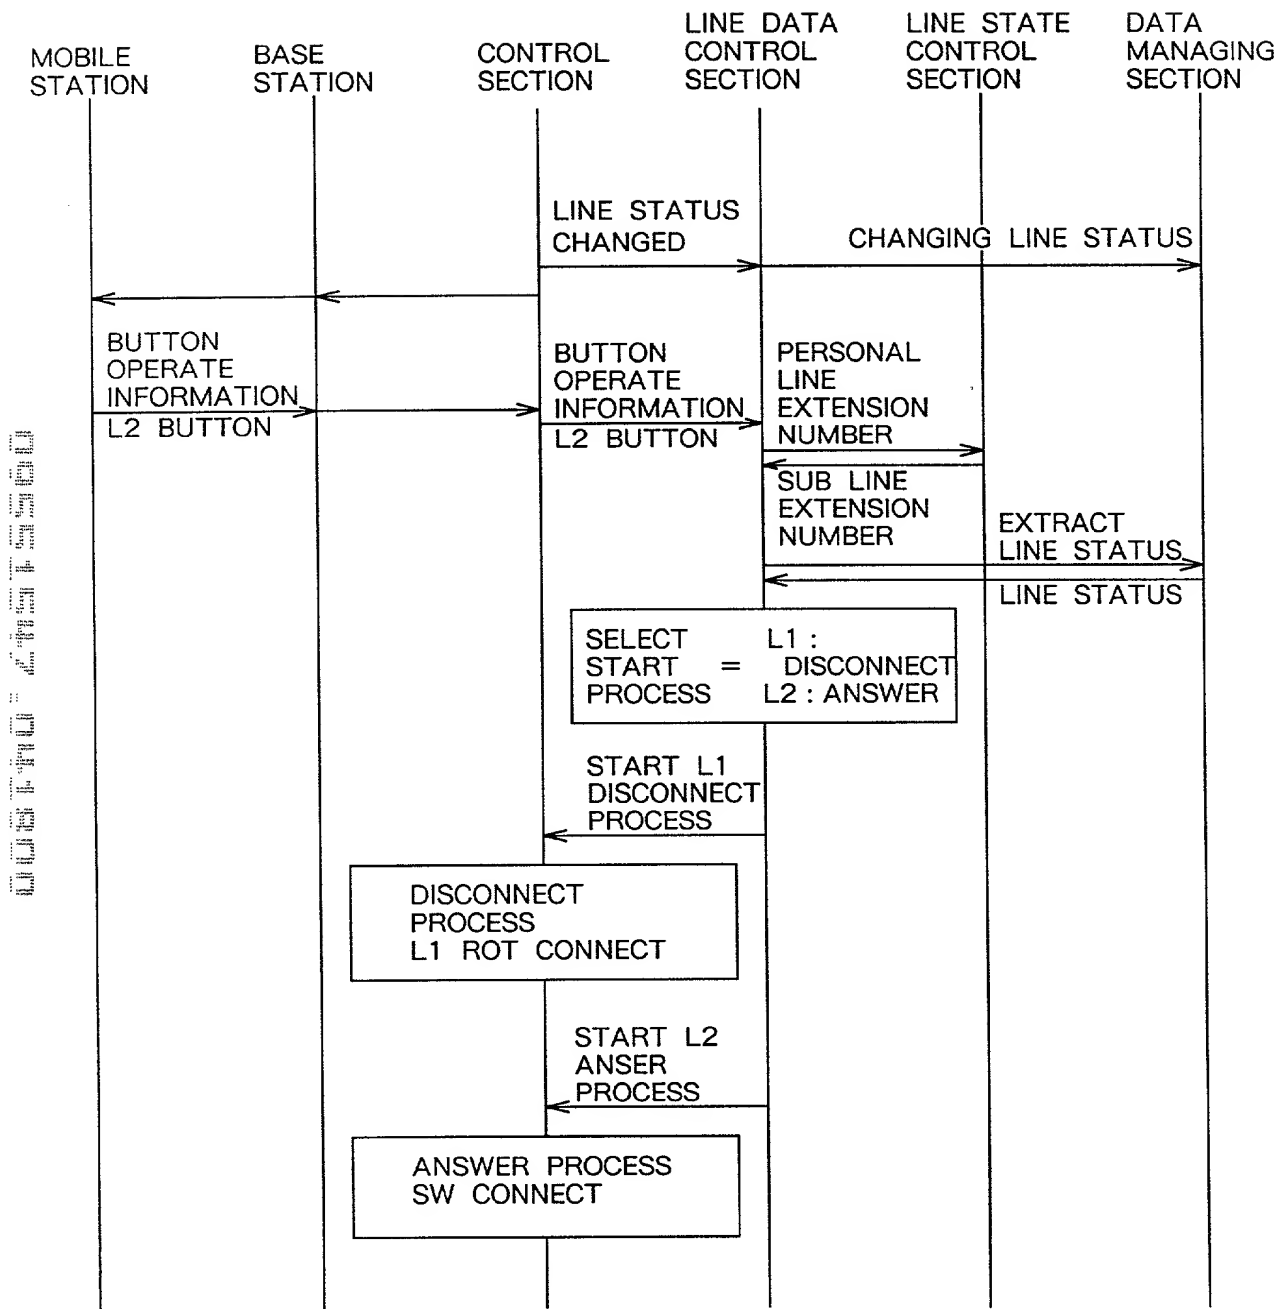 MOBILE
STATION
BASE
STATION
CONTROL
SECTION
LINE DATA
CONTROL
SECTION
LINE STATE
CONTROL
SECTION
DATA
MANAGING
SECTION
LINE STATUS
CHANGED
CHANGING LINE STATUS
BUTTON
OPERATE
INFORMATION
L2 BUTTON
BUTTON
OPERATE
INFORMATION
L2 BUTTON
PERSONAL
LINE
EXTENSION
NUMBER
SUB LINE
EXTENSION
NUMBER
EXTRACT
LINE STATUS
LINE STATUS
SELECT L1 :
START = DISCONNECT
PROCESS L2 : ANSWER
START L1
DISCONNECT
PROCESS
DISCONNECT
PROCESS
L1 ROT CONNECT
START L2
ANSER
PROCESS
ANSWER PROCESS
SW CONNECT